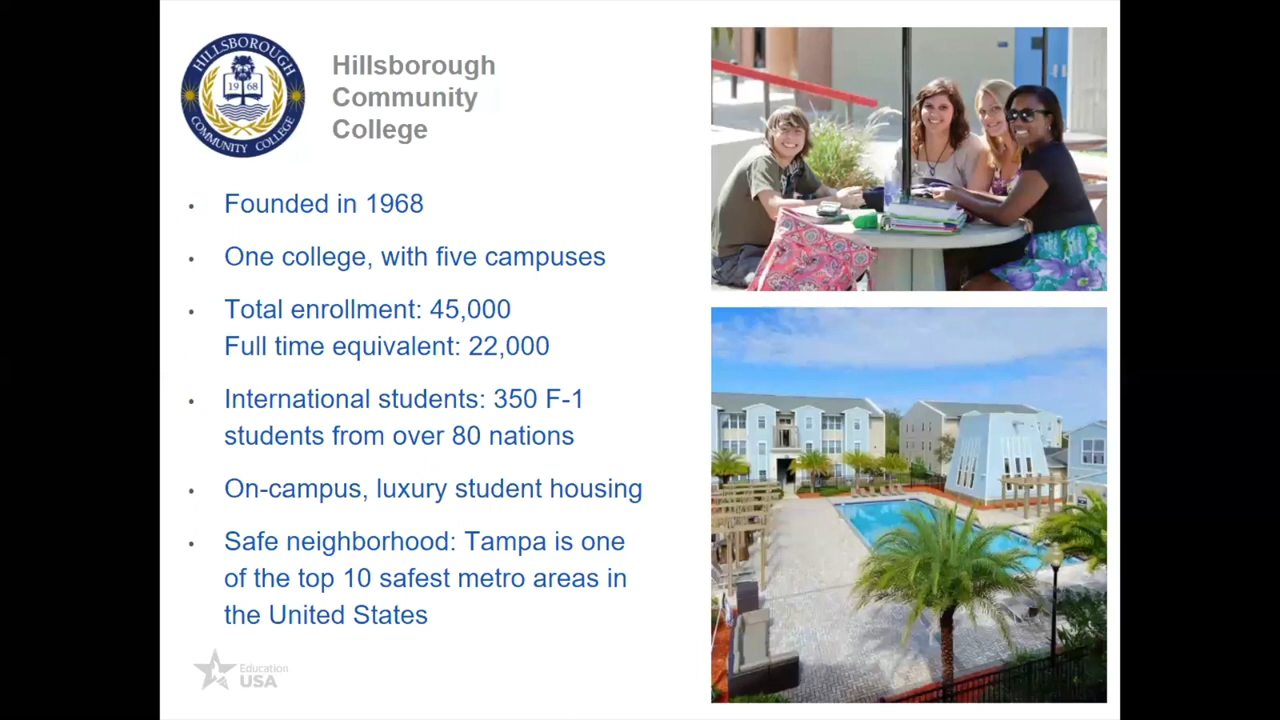 HILLSBOROUGH
1968
COMMUNITY COLLEGE
Hillsborough
Community
College
• Founded in 1968
• One college, with five campuses
• Total enrollment: 45,000
Full time equivalent: 22,000
• International students: 350 F-1
students from over 80 nations
• On-campus, luxury student housing
• Safe neighborhood: Tampa is one
of the top 10 safest metro areas in
the United States
Education
USA